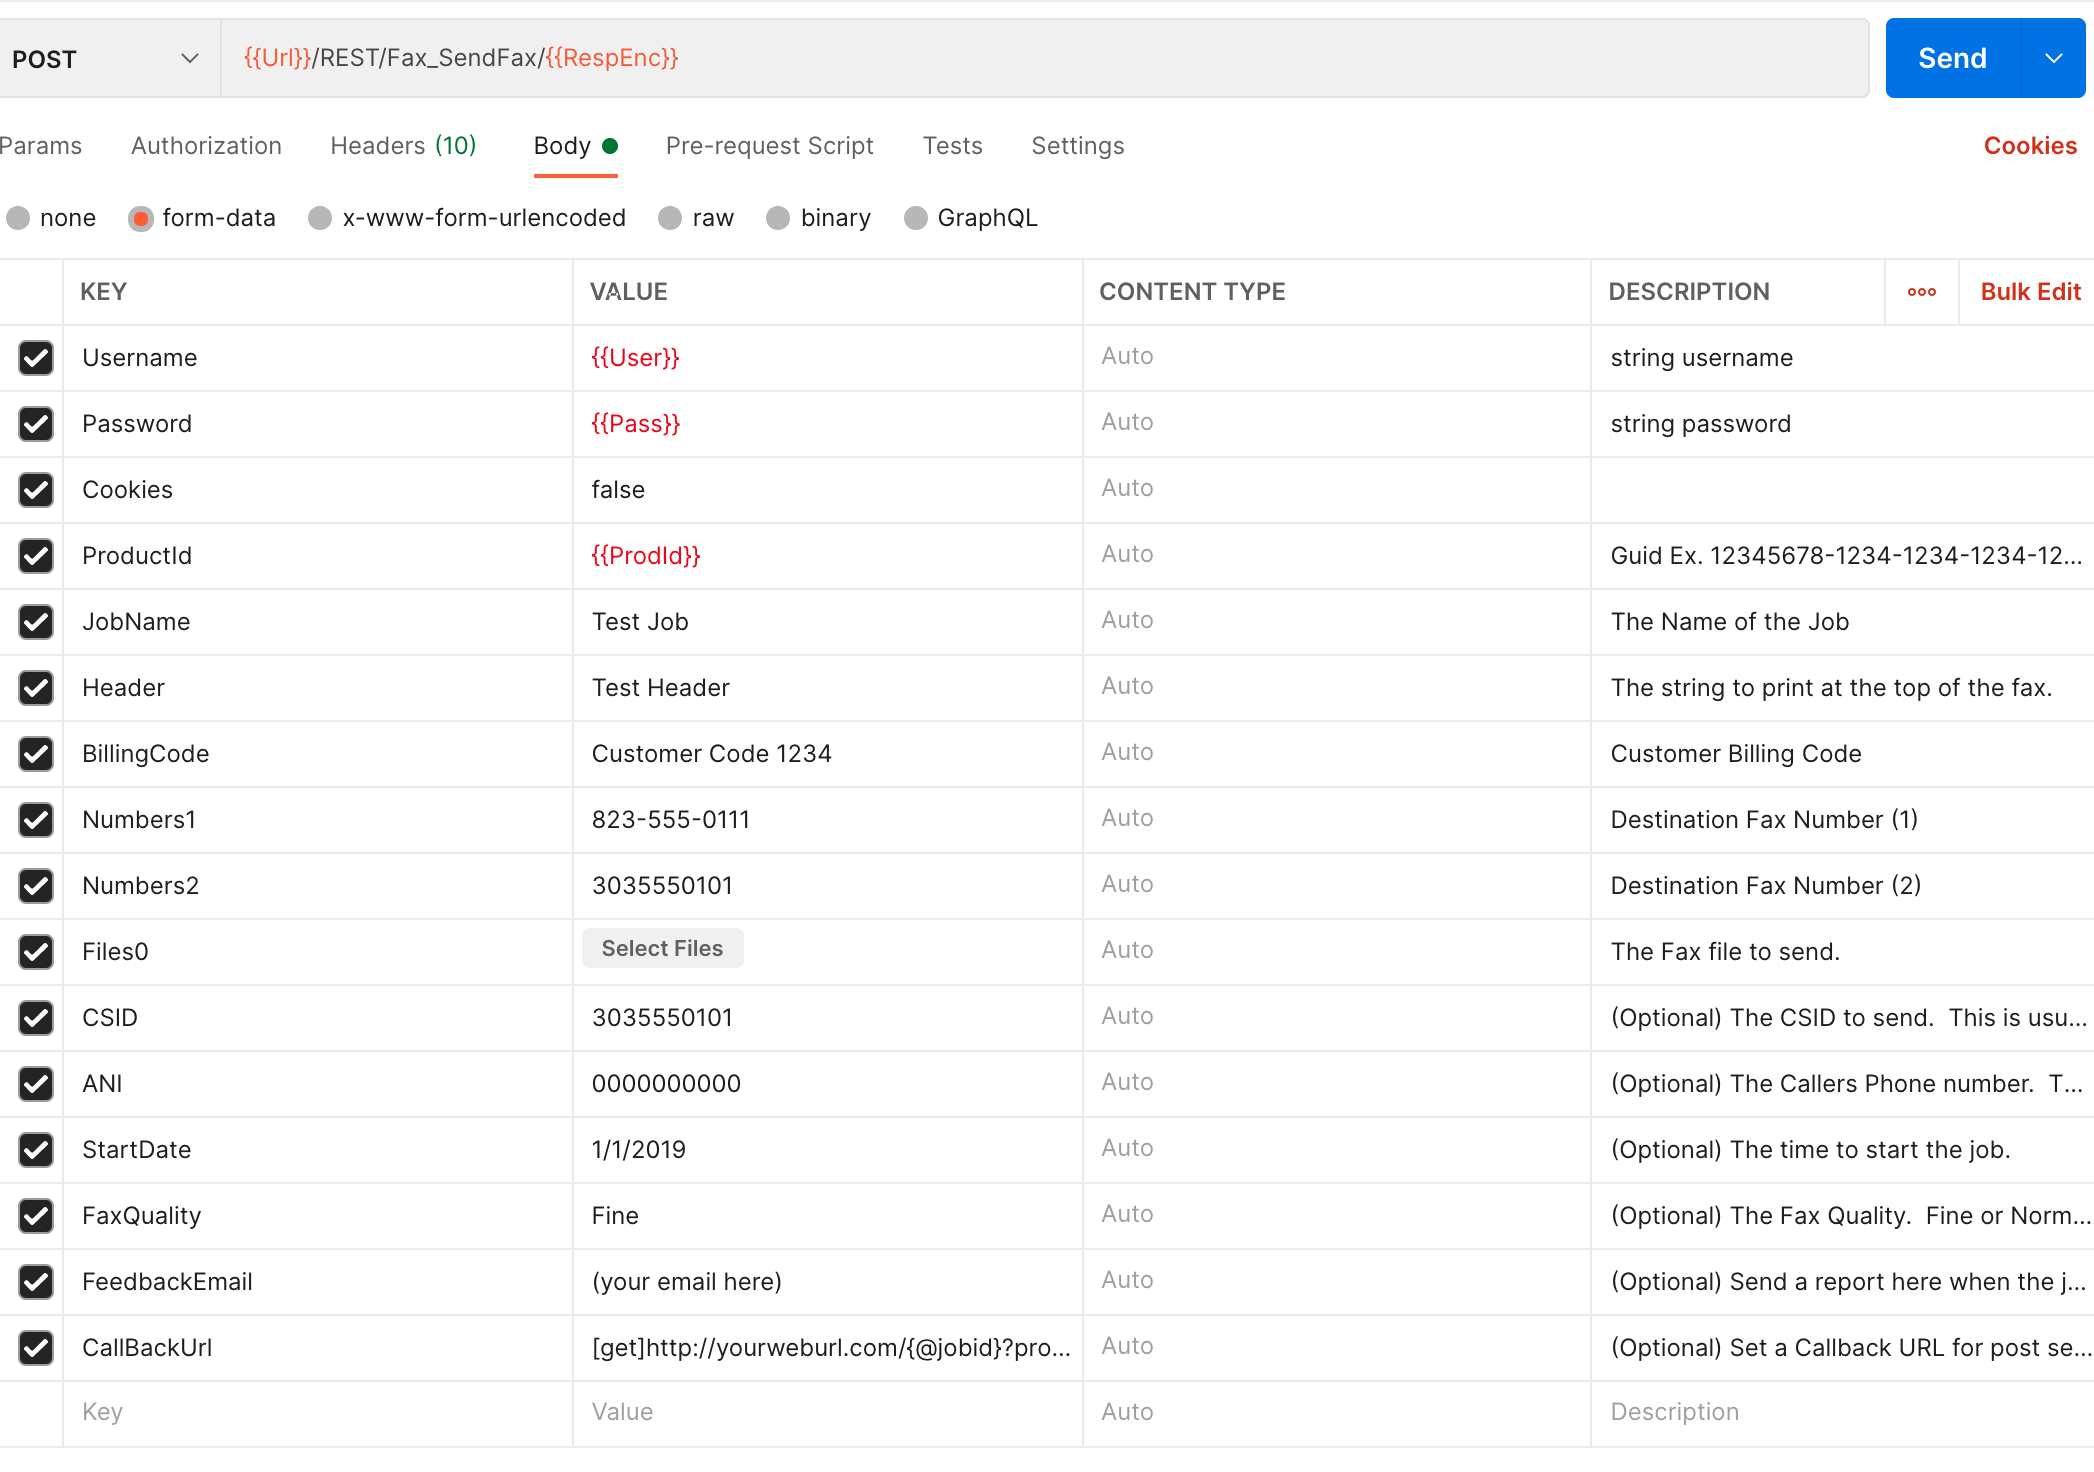 POST {{Url}}/REST/Fax_SendFax/{{RespEnc}} Send
Params Authorization Headers (10) Body Pre-request Script Tests Settings Cookies
none form-data x-www-form-urlencoded raw binary GraphQL
KEY VALUE CONTENT TYPE DESCRIPTION ooo Bulk Edit
Username {{User}} Auto string username
Password {{Pass}} Auto string password
Cookies false Auto
ProductId {{ProdId}} Auto Guid Ex. 12345678-1234-1234-1234-12...
JobName Test Job Auto The Name of the Job
Header Test Header Auto The string to print at the top of the fax.
BillingCode Customer Code 1234 Auto Customer Billing Code
Numbers1 823-555-0111 Auto Destination Fax Number (1)
Numbers2 3035550101 Auto Destination Fax Number (2)
Files0 Select Files Auto The Fax file to send.
CSID 3035550101 Auto (Optional) The CSID to send.  This is usu...
ANI 0000000000 Auto (Optional) The Callers Phone number.  T...
StartDate 1/1/2019 Auto (Optional) The time to start the job.
FaxQuality Fine Auto (Optional) The Fax Quality.  Fine or Norm...
FeedbackEmail (your email here) Auto (Optional) Send a report here when the j...
CallBackUrl [get]http://yourweburl.com/{@jobid}?pro... Auto (Optional) Set a Callback URL for post se...
Key Value Auto Description